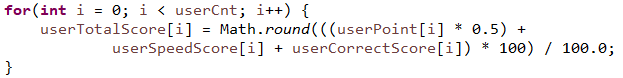 for(int i = 0; i < userCnt; i++) {
    userTotalScore[i] = Math.round(((userPoint[i] * 0.5) +
            userSpeedScore[i] + userCorrectScore[i]) * 100) / 100.0;
}